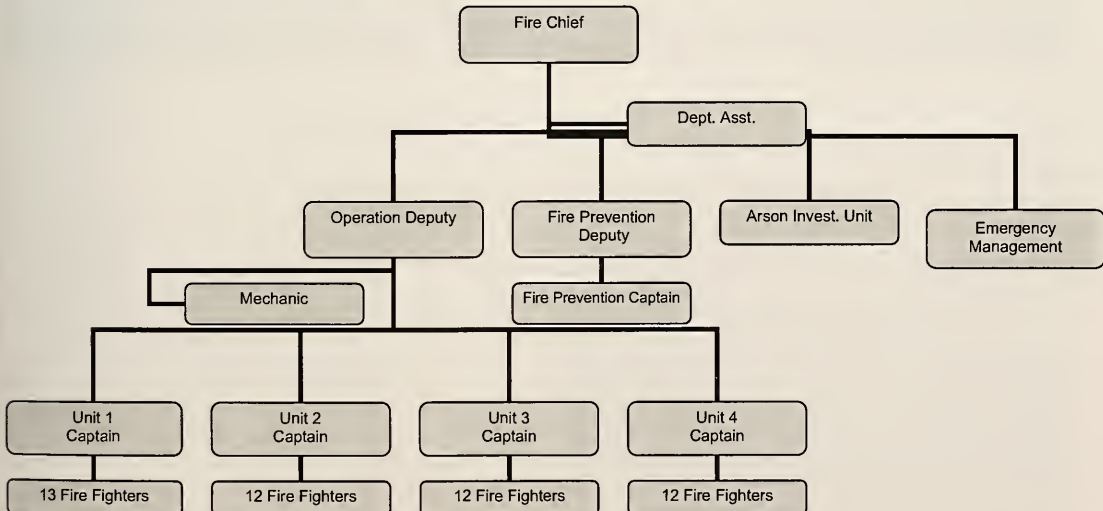 Fire Chief
Dept. Asst.
Operation Deputy
Fire Prevention
Deputy
Arson Invest. Unit
Emergency
Management
Mechanic
Fire Prevention Captain
Unit 1
Captain
Unit 2
Captain
Unit 3
Captain
Unit 4
Captain
13 Fire Fighters
12 Fire Fighters
12 Fire Fighters
12 Fire Fighters